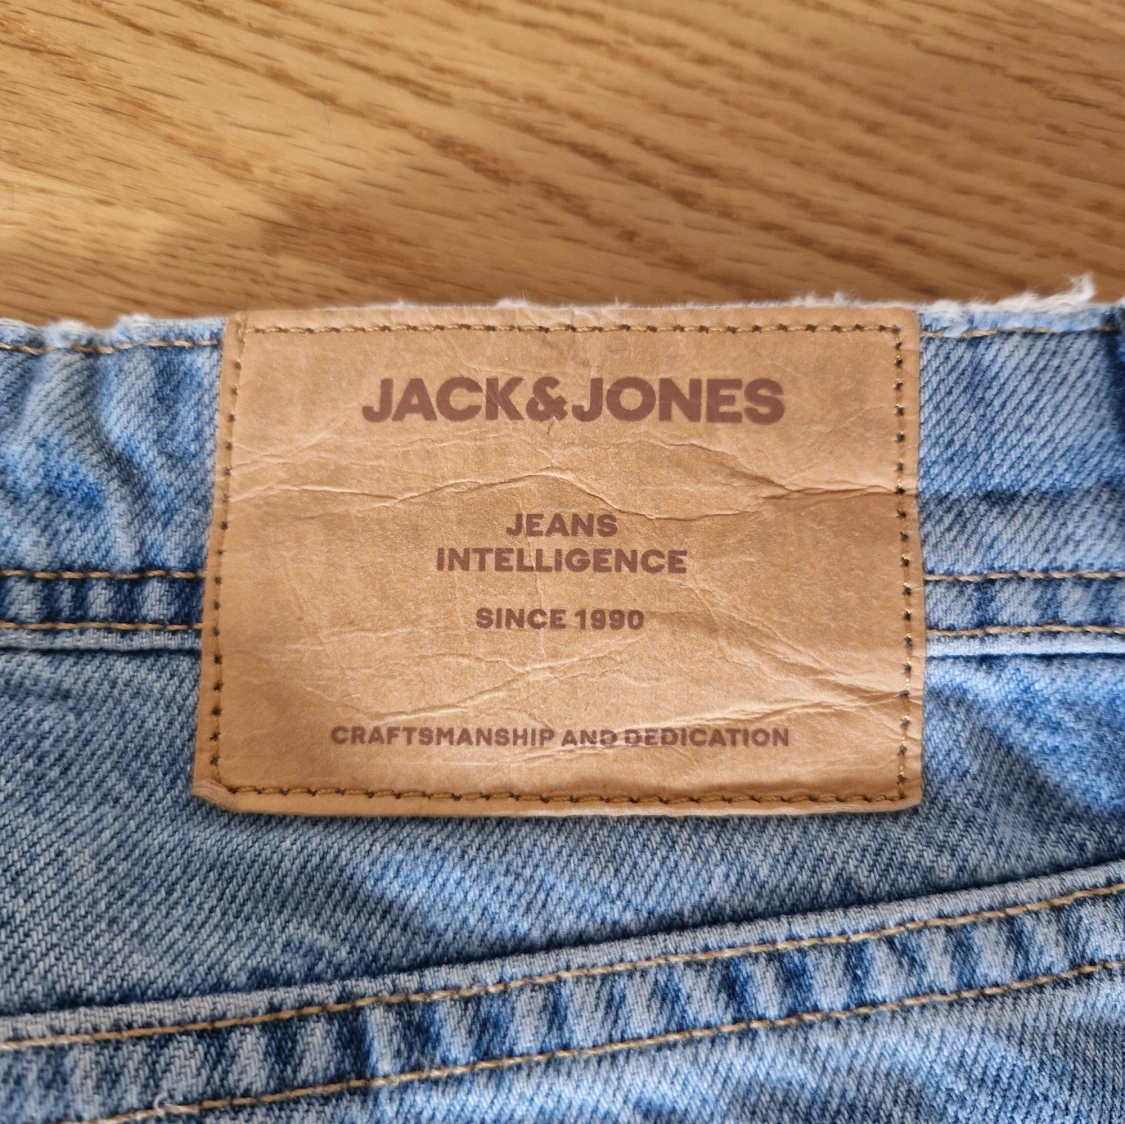 JACK&JONES
JEANS
INTELLIGENCE
SINCE 1990
CRAFTSMANSHIP AND DEDICATION